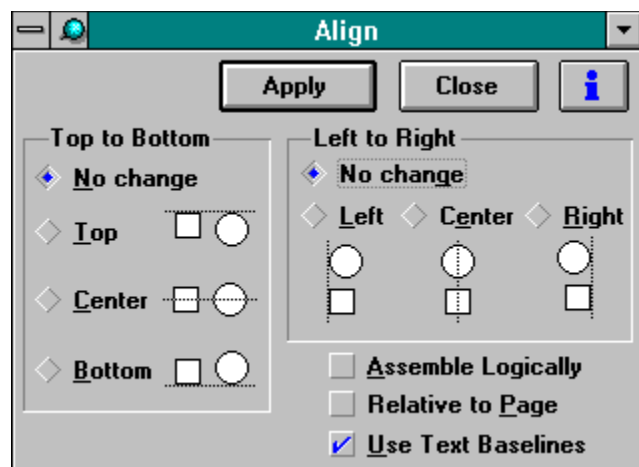 Align
Apply Close i
Top to Bottom
No change
Top
Center
Bottom
Left to Right
No change
Left Center Right
Assemble Logically
Relative to Page
Use Text Baselines